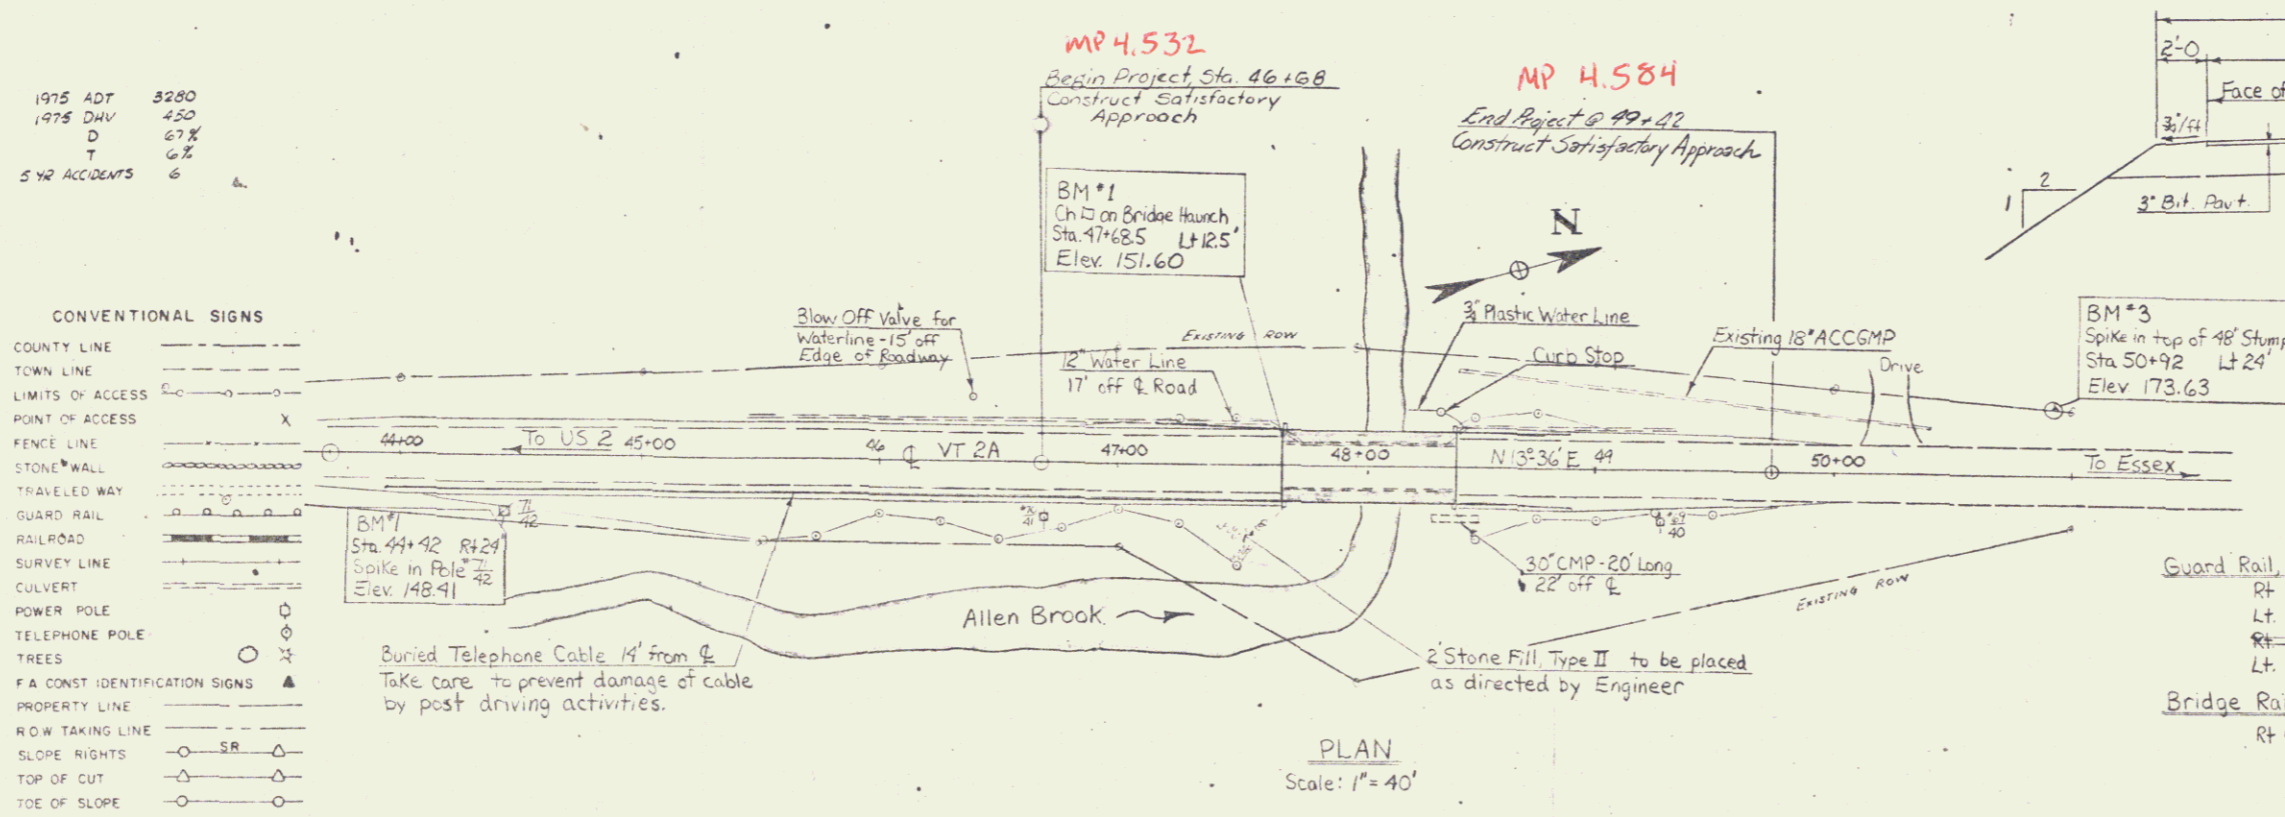 MP 4.532
Begin Project, Sta. 46+68
Construct Satisfactory
Approach
MP 4.584
End Project @ 49+42
Construct Satisfactory Approach
2'-0
Face of
3" Bit. Pav't.
2
1
1975 ADT 3280
1975 DHV 450
D 67%
T 6%
5 YR ACCIDENTS 6
BM #1
Ch □ on Bridge Haunch
Sta. 47+68.5 Lt 12.5'
Elev. 151.60
N
CONVENTIONAL SIGNS
COUNTY LINE
TOWN LINE
LIMITS OF ACCESS
POINT OF ACCESS X
FENCE LINE
STONE WALL
TRAVELED WAY
GUARD RAIL
RAILROAD
SURVEY LINE
CULVERT
POWER POLE
TELEPHONE POLE
TREES
F A CONST IDENTIFICATION SIGNS
PROPERTY LINE
R.O.W TAKING LINE
SLOPE RIGHTS SR
TOP OF CUT
TOE OF SLOPE
Blow Off Valve for
Waterline - 15' off
Edge of Roadway
EXISTING ROW
12" Water Line
17' off ℄ Road
3/4" Plastic Water Line
Curb Stop
Existing 18" ACCGMP
Drive
BM #3
Spike in top of 48" Stump
Sta 50+92 Lt 24'
Elev 173.63
44+00
To US 2
45+00
46
℄ VT 2A
47+00
48+00
N 13°-36' E
49
50+00
To Essex
BM #1
Sta. 44+42 Rt 24'
Spike in Pole # 71/42
Elev. 148.41
71/42
41
40
Allen Brook
30" CMP - 20' Long
22' off ℄
EXISTING ROW
Buried Telephone Cable 14' from ℄
Take care to prevent damage of cable
by post driving activities.
2' Stone Fill, Type II to be placed
as directed by Engineer
Guard Rail,
Rt
Lt.
Rt
Lt.
Bridge Rai
Rt
PLAN
Scale: 1" = 40'